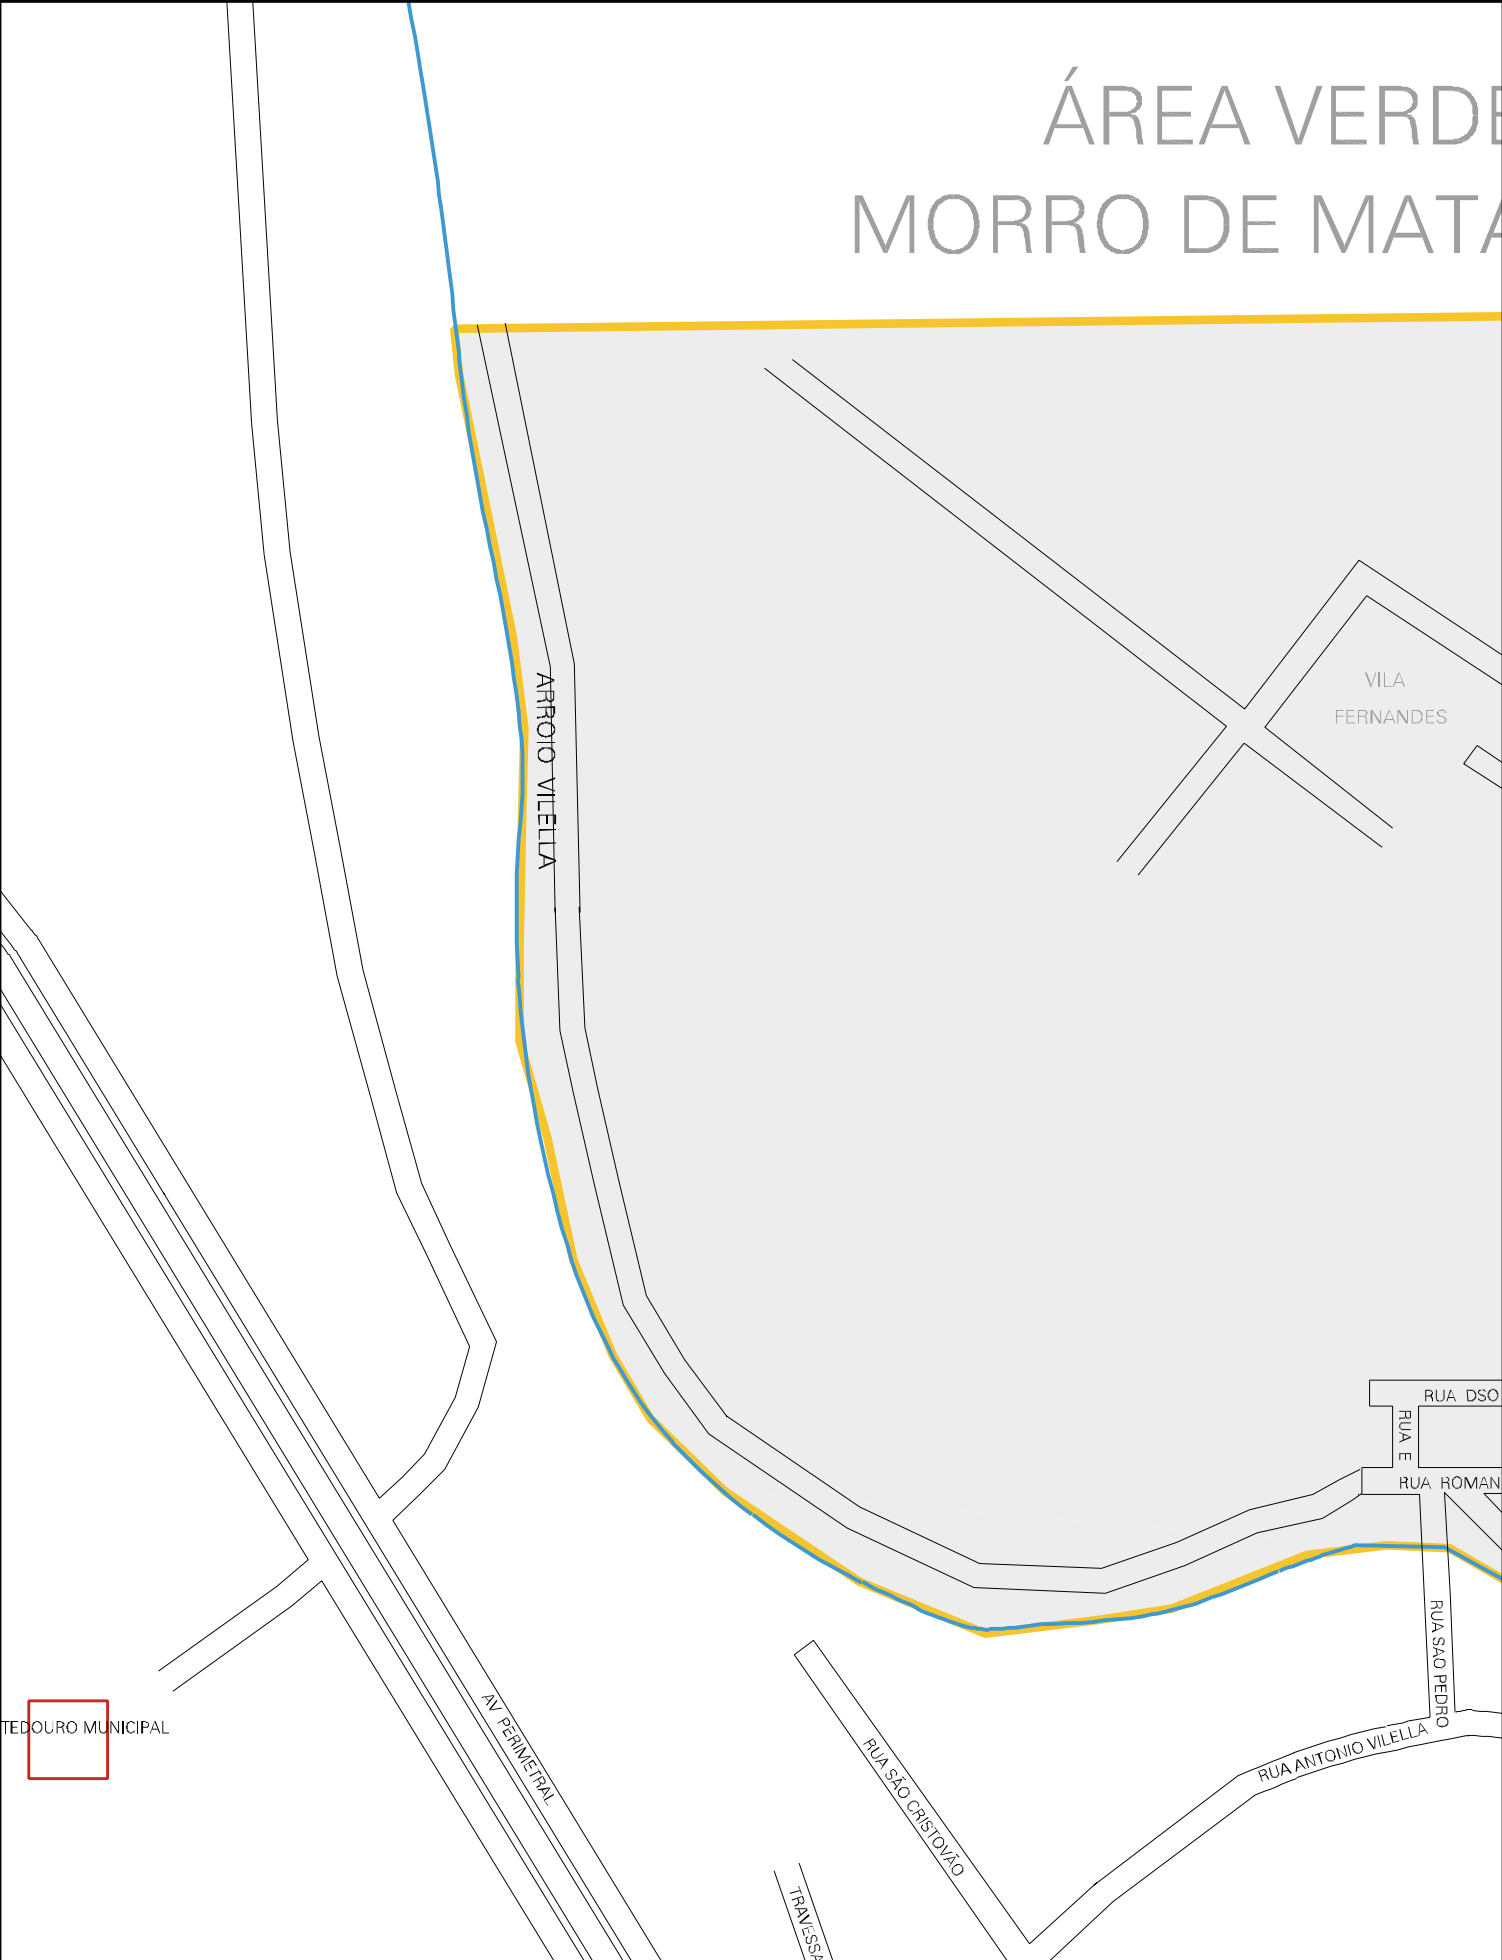 ÁREA VERDE
MORRO DE MATA
VILA
FERNANDES
ARROIO VILELLA
RUA DSO
RUA E
RUA ROMAN
RUA SAO PEDRO
TEDOURO MUNICIPAL
AV PERIMETRAL
RUA ANTONIO VILELLA
RUA SÃO CRISTOVÃO
TRAVESSA